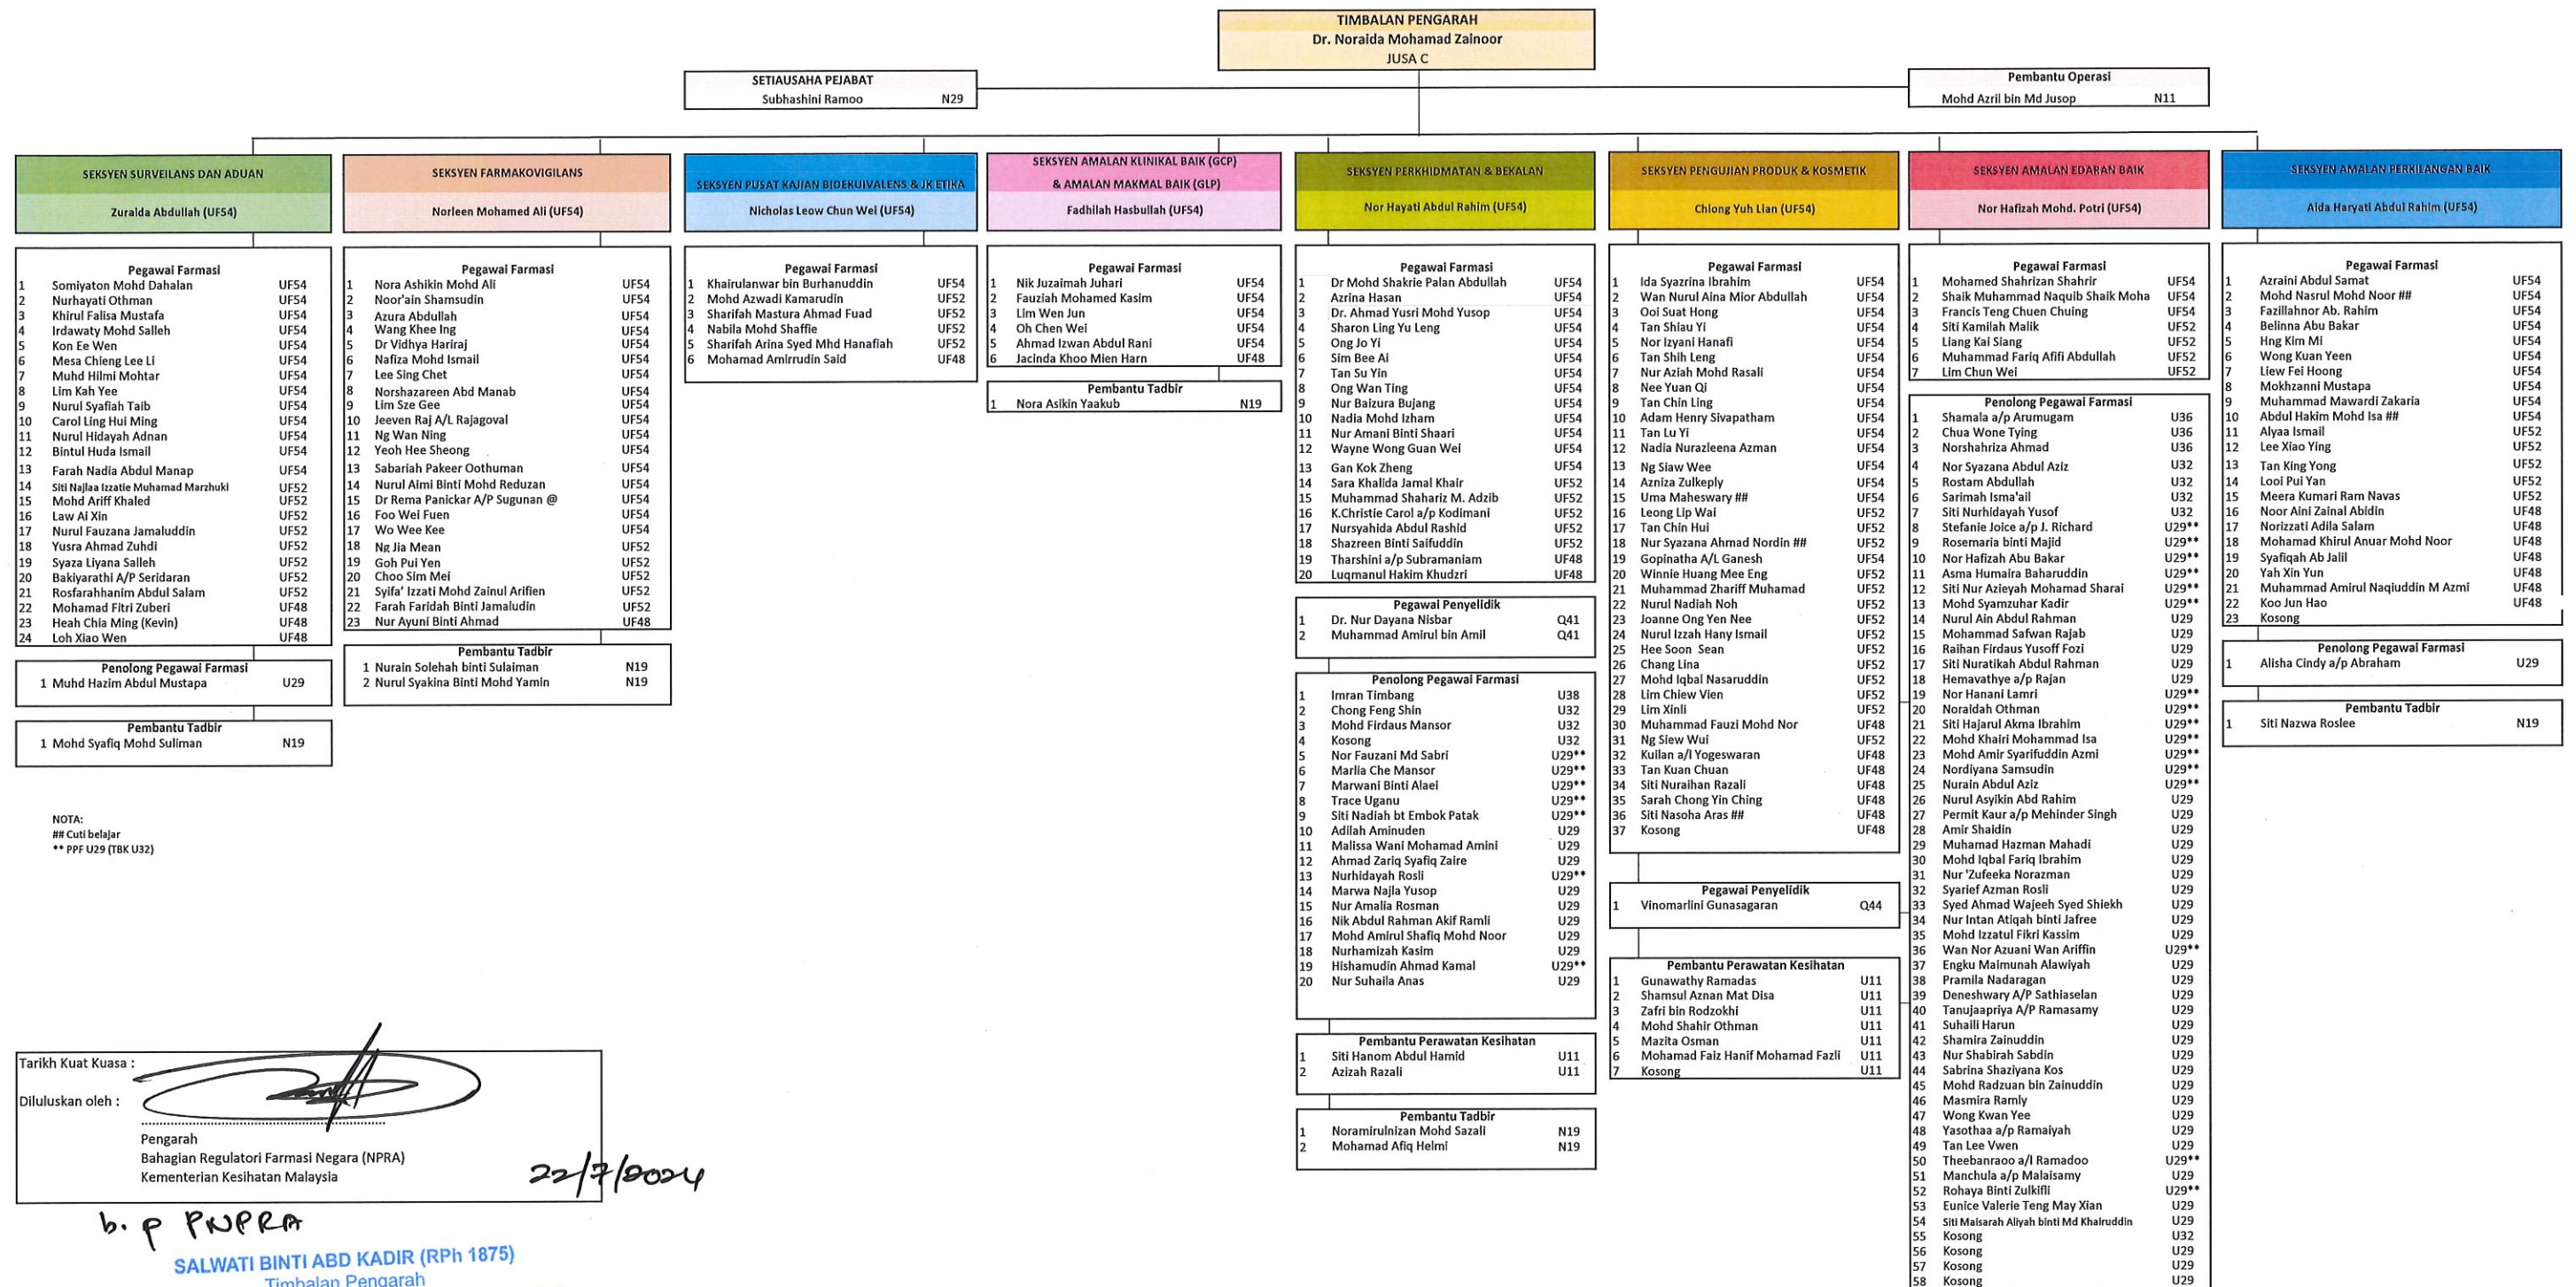 TIMBALAN PENGARAH
Dr. Noraida Mohamad Zainoor
JUSA C
SETIAUSAHA PEJABAT
Subhashini Ramoo N29
Pembantu Operasi
Mohd Azril bin Md Jusop N11
SEKSYEN SURVEILANS DAN ADUAN
Zuraida Abdullah (UF54)
Pegawai Farmasi
1 Somiyaton Mohd Dahalan UF54
2 Nurhayati Othman UF54
3 Khirul Falisa Mustafa UF54
4 Irdawaty Mohd Salleh UF54
5 Kon Ee Wen UF54
6 Mesa Chieng Lee Li UF54
7 Muhd Hilmi Mohtar UF54
8 Lim Kah Yee UF54
9 Nurul Syafiah Taib UF54
10 Carol Ling Hui Ming UF54
11 Nurul Hidayah Adnan UF54
12 Bintul Huda Ismail UF54
13 Farah Nadia Abdul Manap UF54
14 Siti Najlaa Izzatie Muhamad Marzhuki UF52
15 Mohd Ariff Khaled UF52
16 Law Ai Xin UF52
17 Nurul Fauzana Jamaluddin UF52
18 Yusra Ahmad Zuhdi UF52
19 Syaza Liyana Salleh UF52
20 Bakiyarathi A/P Seridaran UF52
21 Rosfarahhanim Abdul Salam UF52
22 Mohamad Fitri Zuberi UF48
23 Heah Chia Ming (Kevin) UF48
24 Loh Xiao Wen UF48
Penolong Pegawai Farmasi
1 Muhd Hazim Abdul Mustapa U29
Pembantu Tadbir
1 Mohd Syafiq Mohd Suliman N19
NOTA:
## Cuti belajar
** PPF U29 (TBK U32)
SEKSYEN FARMAKOVIGILANS
Norleen Mohamed Ali (UF54)
Pegawai Farmasi
1 Nora Ashikin Mohd Ali UF54
2 Noor'ain Shamsudin UF54
3 Azura Abdullah UF54
4 Wang Khee Ing UF54
5 Dr Vidhya Hariraj UF54
6 Nafiza Mohd Ismail UF54
7 Lee Sing Chet UF54
8 Norshazareen Abd Manab UF54
9 Lim Sze Gee UF54
10 Jeeven Raj A/L Rajagoval UF54
11 Ng Wan Ning UF54
12 Yeoh Hee Sheong UF54
13 Sabariah Pakeer Oothuman UF54
14 Nurul Aimi Binti Mohd Reduzan UF54
15 Dr Rema Panickar A/P Sugunan @ UF54
16 Foo Wei Fuen UF54
17 Wo Wee Kee UF54
18 Ng Jia Mean UF52
19 Goh Pui Yen UF52
20 Choo Sim Mei UF52
21 Syifa' Izzati Mohd Zainul Arifien UF52
22 Farah Faridah Binti Jamaludin UF52
23 Nur Ayuni Binti Ahmad UF48
Pembantu Tadbir
1 Nurain Solehah binti Sulaiman N19
2 Nurul Syakina Binti Mohd Yamin N19
SEKSYEN PUSAT KAJIAN BIOEKUIVALENS & JK ETIKA
Nicholas Leow Chun Wei (UF54)
Pegawai Farmasi
1 Khairulanwar bin Burhanuddin UF54
2 Mohd Azwadi Kamarudin UF52
3 Sharifah Mastura Ahmad Fuad UF52
4 Nabila Mohd Shaffie UF52
5 Sharifah Arina Syed Mhd Hanafiah UF52
6 Mohamad Amirrudin Said UF48
SEKSYEN AMALAN KLINIKAL BAIK (GCP)
& AMALAN MAKMAL BAIK (GLP)
Fadhilah Hasbullah (UF54)
Pegawai Farmasi
1 Nik Juzaimah Juhari UF54
2 Fauziah Mohamed Kasim UF54
3 Lim Wen Jun UF54
4 Oh Chen Wei UF54
5 Ahmad Izwan Abdul Rani UF54
6 Jacinda Khoo Mien Harn UF48
Pembantu Tadbir
1 Nora Asikin Yaakub N19
SEKSYEN PERKHIDMATAN & BEKALAN
Nor Hayati Abdul Rahim (UF54)
Pegawai Farmasi
1 Dr Mohd Shakrie Palan Abdullah UF54
2 Azrina Hasan UF54
3 Dr. Ahmad Yusri Mohd Yusop UF54
4 Sharon Ling Yu Leng UF54
5 Ong Jo Yi UF54
6 Sim Bee Ai UF54
7 Tan Su Yin UF54
8 Ong Wan Ting UF54
9 Nur Baizura Bujang UF54
10 Nadia Mohd Izham UF54
11 Nur Amani Binti Shaari UF54
12 Wayne Wong Guan Wei UF54
13 Gan Kok Zheng UF54
14 Sara Khalida Jamal Khair UF52
15 Muhammad Shahariz M. Adzib UF52
16 K.Christie Carol a/p Kodimani UF52
17 Nursyahida Abdul Rashid UF52
18 Shazreen Binti Saifuddin UF52
19 Tharshini a/p Subramaniam UF48
20 Luqmanul Hakim Khudzri UF48
Pegawai Penyelidik
1 Dr. Nur Dayana Nisbar Q41
2 Muhammad Amirul bin Amil Q41
Penolong Pegawai Farmasi
1 Imran Timbang U38
2 Chong Feng Shin U32
3 Mohd Firdaus Mansor U32
4 Kosong U32
5 Nor Fauzani Md Sabri U29**
6 Marlia Che Mansor U29**
7 Marwani Binti Alaei U29**
8 Trace Uganu U29**
9 Siti Nadiah bt Embok Patak U29**
10 Adilah Aminuden U29
11 Malissa Wani Mohamad Amini U29
12 Ahmad Zariq Syafiq Zaire U29
13 Nurhidayah Rosli U29**
14 Marwa Najla Yusop U29
15 Nur Amalia Rosman U29
16 Nik Abdul Rahman Akif Ramli U29
17 Mohd Amirul Shafiq Mohd Noor U29
18 Nurhamizah Kasim U29
19 Hishamudin Ahmad Kamal U29**
20 Nur Suhaila Anas U29
Pembantu Perawatan Kesihatan
1 Siti Hanom Abdul Hamid U11
2 Azizah Razali U11
Pembantu Tadbir
1 Noramirulnizan Mohd Sazali N19
2 Mohamad Afiq Helmi N19
SEKSYEN PENGUJIAN PRODUK & KOSMETIK
Chiong Yuh Lian (UF54)
Pegawai Farmasi
1 Ida Syazrina Ibrahim UF54
2 Wan Nurul Aina Mior Abdullah UF54
3 Ooi Suat Hong UF54
4 Tan Shiau Yi UF54
5 Nor Izyani Hanafi UF54
6 Tan Shih Leng UF54
7 Nur Aziah Mohd Rasali UF54
8 Nee Yuan Qi UF54
9 Tan Chin Ling UF54
10 Adam Henry Sivapatham UF54
11 Tan Lu Yi UF54
12 Nadia Nurazleena Azman UF54
13 Ng Siaw Wee UF54
14 Azniza Zulkeply UF54
15 Uma Maheswary ## UF54
16 Leong Lip Wai UF52
17 Tan Chin Hui UF52
18 Nur Syazana Ahmad Nordin ## UF52
19 Gopinatha A/L Ganesh UF54
20 Winnie Huang Mee Eng UF52
21 Muhammad Zhariff Muhamad UF52
22 Nurul Nadiah Noh UF52
23 Joanne Ong Yen Nee UF52
24 Nurul Izzah Hany Ismail UF52
25 Hee Soon Sean UF52
26 Chang Lina UF52
27 Mohd Iqbal Nasaruddin UF52
28 Lim Chiew Vien UF52
29 Lim Xinli UF52
30 Muhammad Fauzi Mohd Nor UF48
31 Ng Siew Wui UF52
32 Kuilan a/l Yogeswaran UF48
33 Tan Kuan Chuan UF48
34 Siti Nuraihan Razali UF48
35 Sarah Chong Yin Ching UF48
36 Siti Nasoha Aras ## UF48
37 Kosong UF48
Pegawai Penyelidik
1 Vinomarlini Gunasagaran Q44
Pembantu Perawatan Kesihatan
1 Gunawathy Ramadas U11
2 Shamsul Aznan Mat Disa U11
3 Zafri bin Rodzokhi U11
4 Mohd Shahir Othman U11
5 Mazita Osman U11
6 Mohamad Faiz Hanif Mohamad Fazli U11
7 Kosong U11
SEKSYEN AMALAN EDARAN BAIK
Nor Hafizah Mohd. Potri (UF54)
Pegawai Farmasi
1 Mohamed Shahrizan Shahrir UF54
2 Shaik Muhammad Naquib Shaik Moha UF54
3 Francis Teng Chuen Chuing UF54
4 Siti Kamilah Malik UF52
5 Liang Kai Siang UF52
6 Muhammad Fariq Afifi Abdullah UF52
7 Lim Chun Wei UF52
Penolong Pegawai Farmasi
1 Shamala a/p Arumugam U36
2 Chua Wone Tying U36
3 Norshahriza Ahmad U36
4 Nor Syazana Abdul Aziz U32
5 Rostam Abdullah U32
6 Sarimah Isma'ail U32
7 Siti Nurhidayah Yusof U32
8 Stefanie Joice a/p J. Richard U29**
9 Rosemaria binti Majid U29**
10 Nor Hafizah Abu Bakar U29**
11 Asma Humaira Baharuddin U29**
12 Siti Nur Azieyah Mohamad Sharai U29**
13 Mohd Syamzuhar Kadir U29**
14 Nurul Ain Abdul Rahman U29
15 Mohammad Safwan Rajab U29
16 Raihan Firdaus Yusoff Fozi U29
17 Siti Nuratikah Abdul Rahman U29
18 Hemavathye a/p Rajan U29
19 Nor Hanani Lamri U29**
20 Noraidah Othman U29**
21 Siti Hajarul Akma Ibrahim U29**
22 Mohd Khairi Mohammad Isa U29**
23 Mohd Amir Syarifuddin Azmi U29**
24 Nordiyana Samsudin U29**
25 Nurain Abdul Aziz U29**
26 Nurul Asyikin Abd Rahim U29
27 Permit Kaur a/p Mehinder Singh U29
28 Amir Shaidin U29
29 Muhamad Hazman Mahadi U29
30 Mohd Iqbal Fariq Ibrahim U29
31 Nur 'Zufeeka Norazman U29
32 Syarief Azman Rosli U29
33 Syed Ahmad Wajeeh Syed Shiekh U29
34 Nur Intan Atiqah binti Jafree U29
35 Mohd Izzatul Fikri Kassim U29
36 Wan Nor Azuani Wan Ariffin U29**
37 Engku Maimunah Alawiyah U29
38 Pramila Nadaragan U29
39 Deneshwary A/P Sathiaselan U29
40 Tanujaapriya A/P Ramasamy U29
41 Suhaili Harun U29
42 Shamira Zainuddin U29
43 Nur Shabirah Sabdin U29
44 Sabrina Shaziyana Kos U29
45 Mohd Radzuan bin Zainuddin U29
46 Masmira Ramly U29
47 Wong Kwan Yee U29
48 Yasothaa a/p Ramaiyah U29
49 Tan Lee Vwen U29
50 Theebanraoo a/l Ramadoo U29**
51 Manchula a/p Malaisamy U29
52 Rohaya Binti Zulkifli U29**
53 Eunice Valerie Teng May Xian U29
54 Siti Maisarah Aliyah binti Md Khairuddin U29
55 Kosong U32
56 Kosong U29
57 Kosong U29
58 Kosong U29
SEKSYEN AMALAN PERKILANGAN BAIK
Aida Haryati Abdul Rahim (UF54)
Pegawai Farmasi
1 Azraini Abdul Samat UF54
2 Mohd Nasrul Mohd Noor ## UF54
3 Fazillahnor Ab. Rahim UF54
4 Belinna Abu Bakar UF54
5 Hng Kim Mi UF54
6 Wong Kuan Yeen UF54
7 Liew Fei Hoong UF54
8 Mokhzanni Mustapa UF54
9 Muhammad Mawardi Zakaria UF54
10 Abdul Hakim Mohd Isa ## UF54
11 Alyaa Ismail UF52
12 Lee Xiao Ying UF52
13 Tan King Yong UF52
14 Looi Pui Yan UF52
15 Meera Kumari Ram Navas UF52
16 Noor Aini Zainal Abidin UF48
17 Norizzati Adila Salam UF48
18 Mohamad Khirul Anuar Mohd Noor UF48
19 Syafiqah Ab Jalil UF48
20 Yah Xin Yun UF48
21 Muhammad Amirul Naqiuddin M Azmi UF48
22 Koo Jun Hao UF48
23 Kosong
Penolong Pegawai Farmasi
1 Alisha Cindy a/p Abraham U29
Pembantu Tadbir
1 Siti Nazwa Roslee N19
Tarikh Kuat Kuasa :
Diluluskan oleh :
Pengarah
Bahagian Regulatori Farmasi Negara (NPRA)
Kementerian Kesihatan Malaysia
22/7/2024
b. p PNPRA
SALWATI BINTI ABD KADIR (RPh 1875)
Timbalan Pengarah